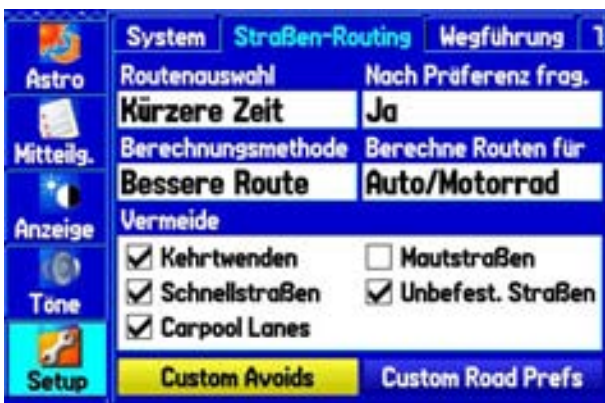 System Straßen-Routing Wegführung
Astro
Routenauswahl Nach Präferenz frag.
Kürzere Zeit Ja
Mitteilg.
Berechnungsmethode Berechne Routen für
Bessere Route Auto/Motorrad
Anzeige
Vermeide
Kehrtwenden Mautstraßen
Töne
Schnellstraßen Unbefest. Straßen
Carpool Lanes
Setup
Custom Avoids Custom Road Prefs